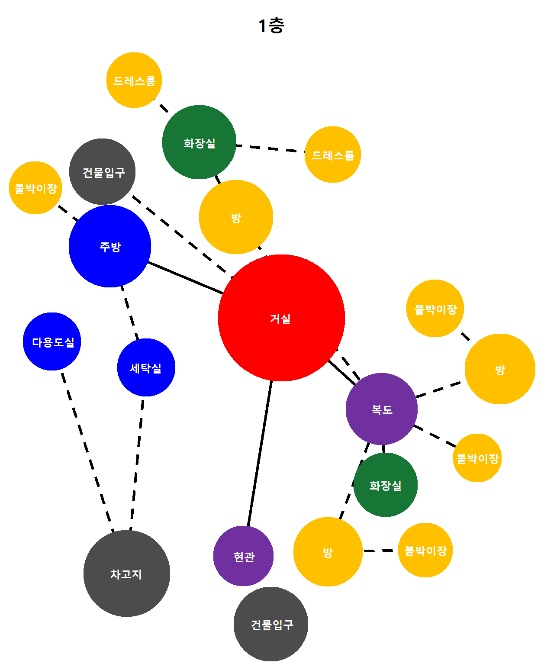 1층
드레스룸
화장실
드레스룸
건물입구
붙박이장
방
주방
거실
붙박이장
다용도실
세탁실
방
복도
붙박이장
화장실
방
붙박이장
현관
차고지
건물입구